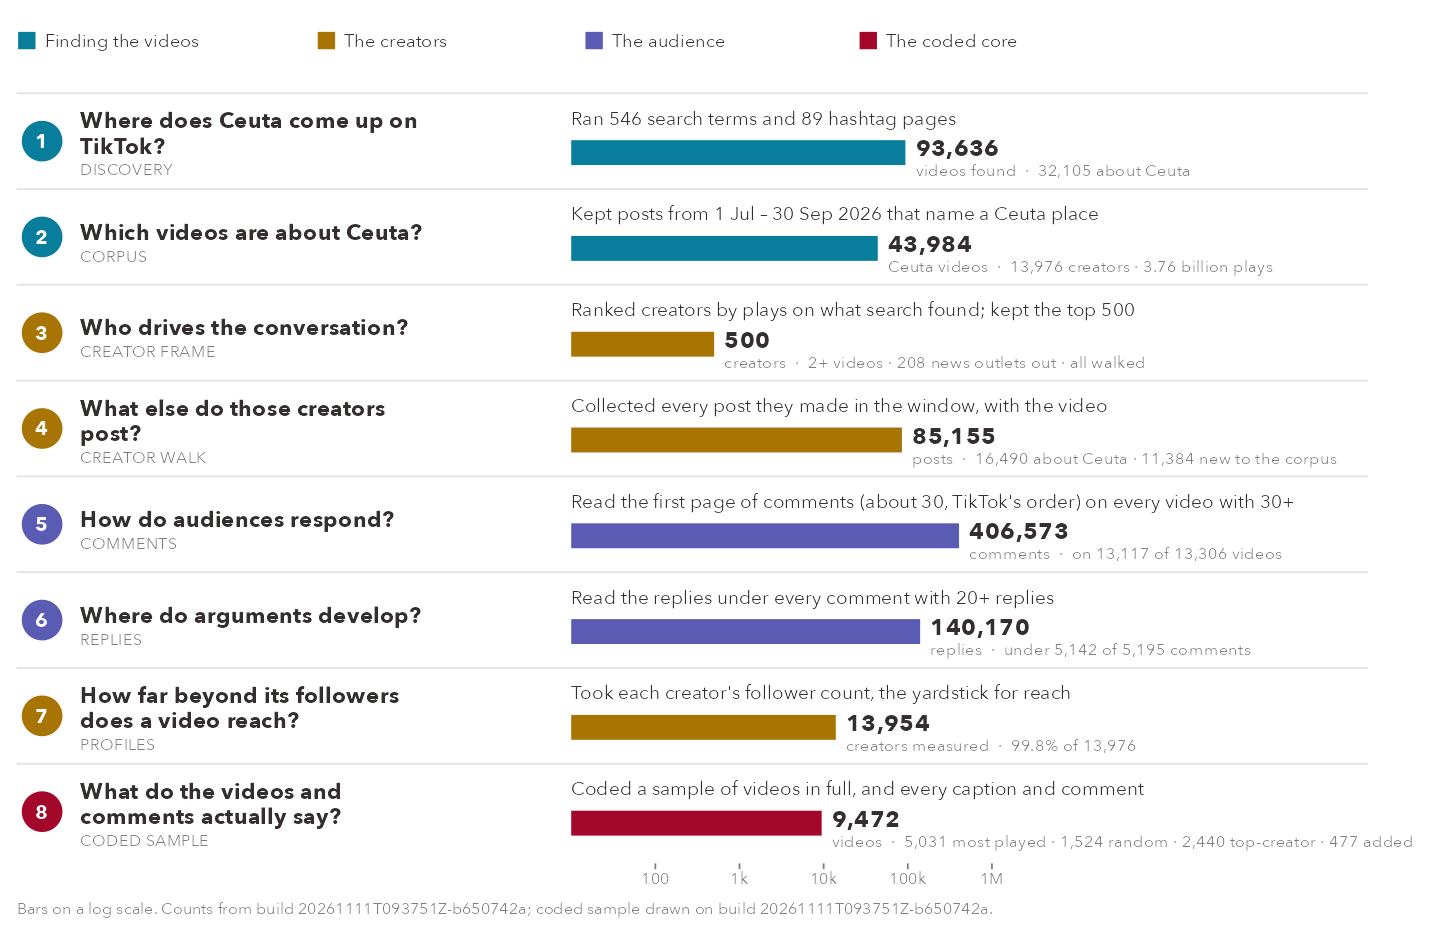 Finding the videos
The creators
The audience
The coded core
1
Where does Ceuta come up on
TikTok?
DISCOVERY
Ran 546 search terms and 89 hashtag pages
93,636
videos found · 32,105 about Ceuta
2
Which videos are about Ceuta?
CORPUS
Kept posts from 1 Jul – 30 Sep 2026 that name a Ceuta place
43,984
Ceuta videos · 13,976 creators · 3.76 billion plays
3
Who drives the conversation?
CREATOR FRAME
Ranked creators by plays on what search found; kept the top 500
500
creators · 2+ videos · 208 news outlets out · all walked
4
What else do those creators
post?
CREATOR WALK
Collected every post they made in the window, with the video
85,155
posts · 16,490 about Ceuta · 11,384 new to the corpus
5
How do audiences respond?
COMMENTS
Read the first page of comments (about 30, TikTok's order) on every video with 30+
406,573
comments · on 13,117 of 13,306 videos
6
Where do arguments develop?
REPLIES
Read the replies under every comment with 20+ replies
140,170
replies · under 5,142 of 5,195 comments
7
How far beyond its followers
does a video reach?
PROFILES
Took each creator's follower count, the yardstick for reach
13,954
creators measured · 99.8% of 13,976
8
What do the videos and
comments actually say?
CODED SAMPLE
Coded a sample of videos in full, and every caption and comment
9,472
videos · 5,031 most played · 1,524 random · 2,440 top-creator · 477 added
100
1k
10k
100k
1M
Bars on a log scale. Counts from build 20261111T093751Z-b650742a; coded sample drawn on build 20261111T093751Z-b650742a.